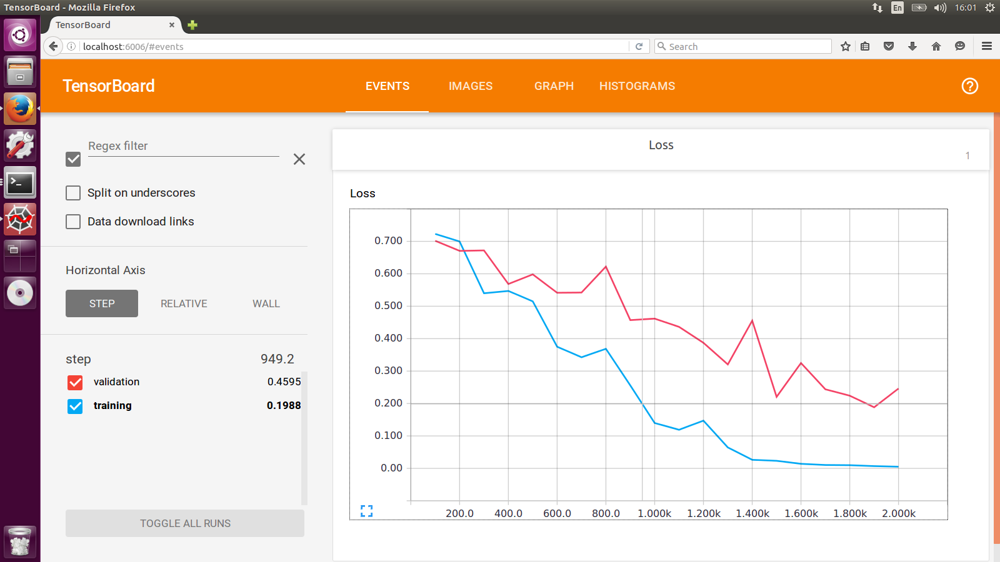 TensorBoard - Mozilla Firefox
En
16:01
TensorBoard
localhost:6006/#events
Search
TensorBoard
EVENTS
IMAGES
GRAPH
HISTOGRAMS
Regex filter
Split on underscores
Data download links
Horizontal Axis
STEP
RELATIVE
WALL
step 949.2
validation 0.4595
training 0.1988
TOGGLE ALL RUNS
Loss
1
Loss
0.700
0.600
0.500
0.400
0.300
0.200
0.100
0.00
200.0 400.0 600.0 800.0 1.000k 1.200k 1.400k 1.600k 1.800k 2.000k